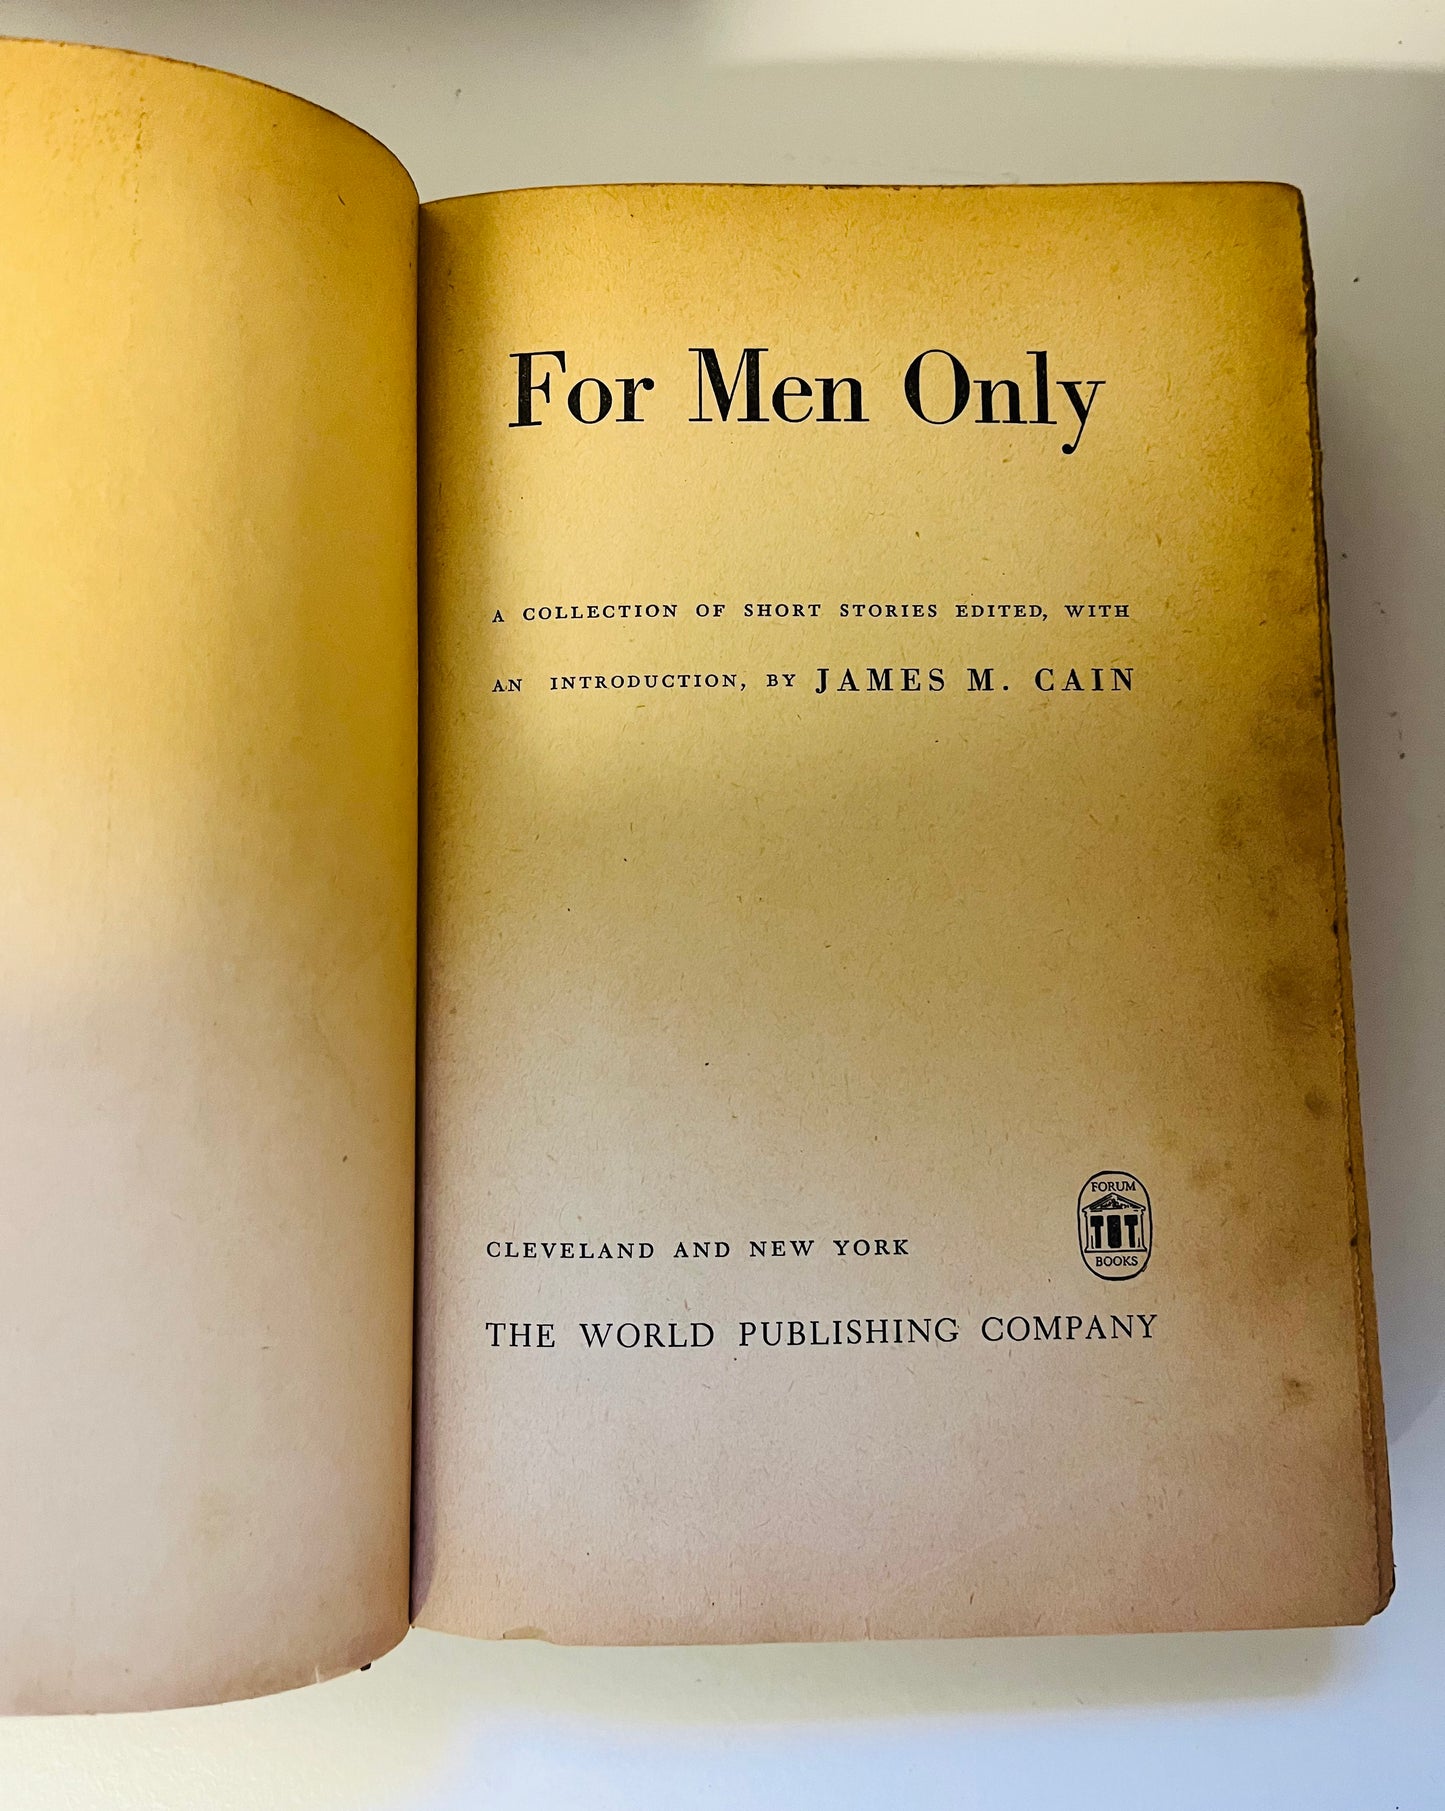 For Men Only
A COLLECTION OF SHORT STORIES EDITED, WITH
AN INTRODUCTION, BY JAMES M. CAIN
FORUM
BOOKS
CLEVELAND AND NEW YORK
THE WORLD PUBLISHING COMPANY